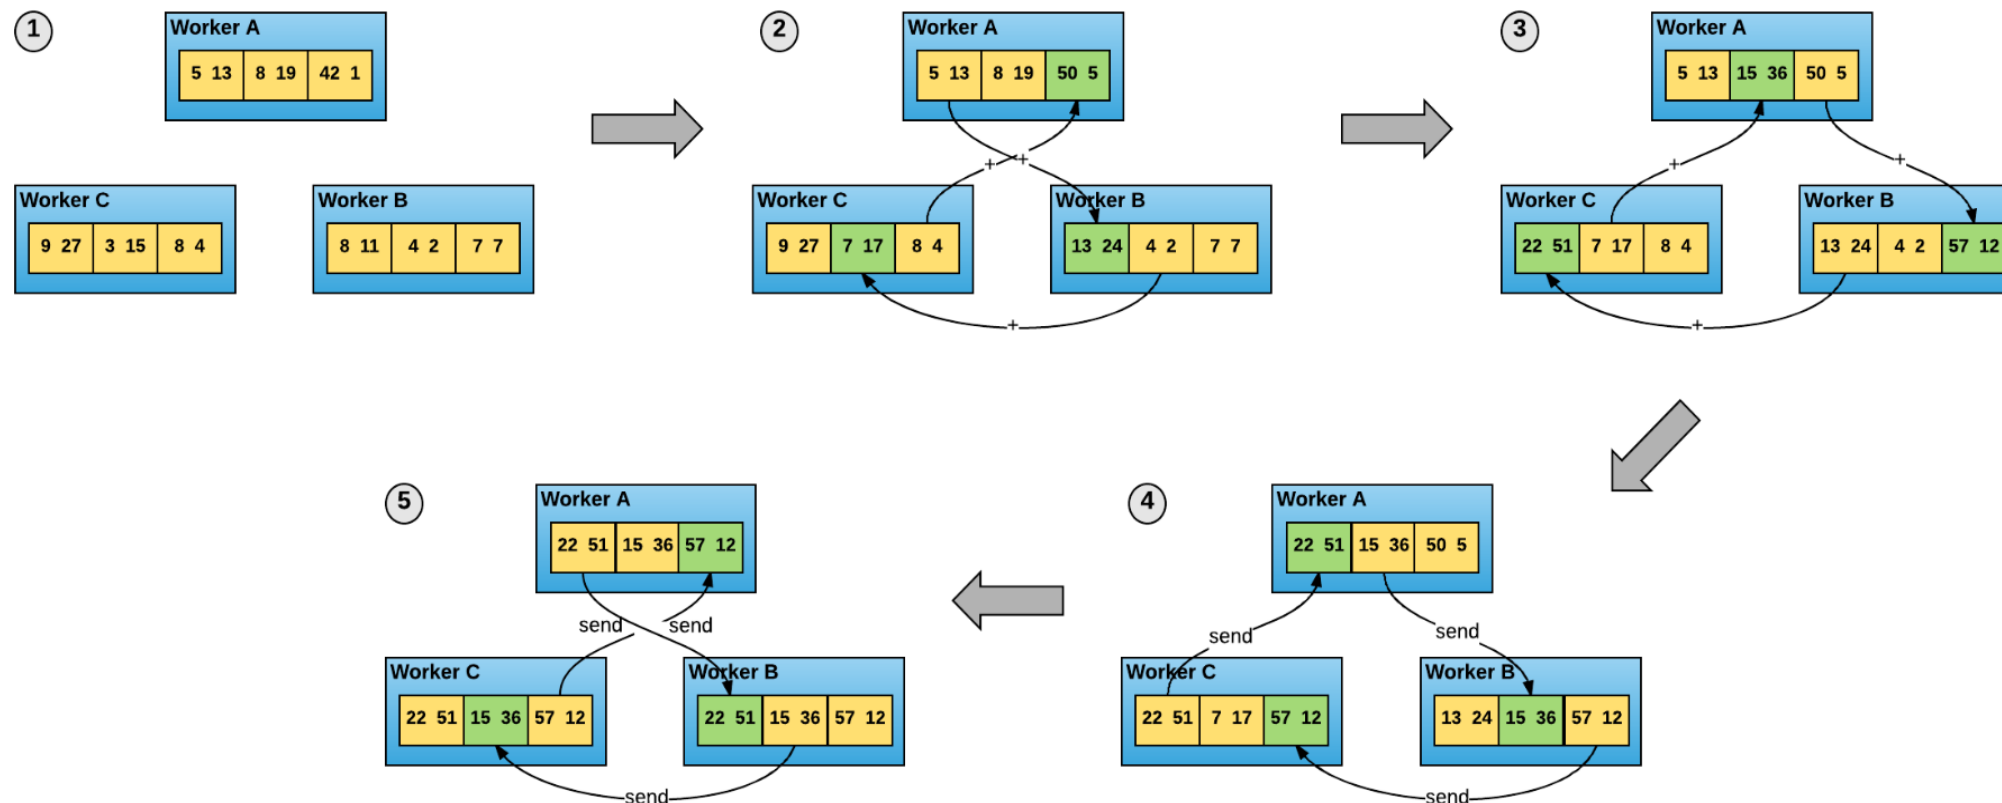 1
Worker A
5 13 8 19 42 1
Worker C
9 27 3 15 8 4
Worker B
8 11 4 2 7 7
2
Worker A
5 13 8 19 50 5
+ +
Worker C
9 27 7 17 8 4
Worker B
13 24 4 2 7 7
+
3
Worker A
5 13 15 36 50 5
+ +
Worker C
22 51 7 17 8 4
Worker B
13 24 4 2 57 12
+
4
Worker A
22 51 15 36 50 5
send send
Worker C
22 51 7 17 57 12
Worker B
13 24 15 36 57 12
send
5
Worker A
22 51 15 36 57 12
send send
Worker C
22 51 15 36 57 12
Worker B
22 51 15 36 57 12
send